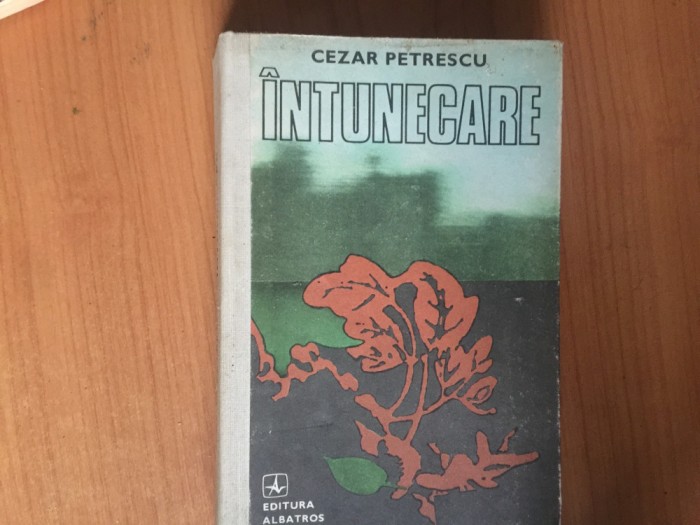 CEZAR PETRESCU
ÎNTUNECARE
EDITURA
ALBATROS